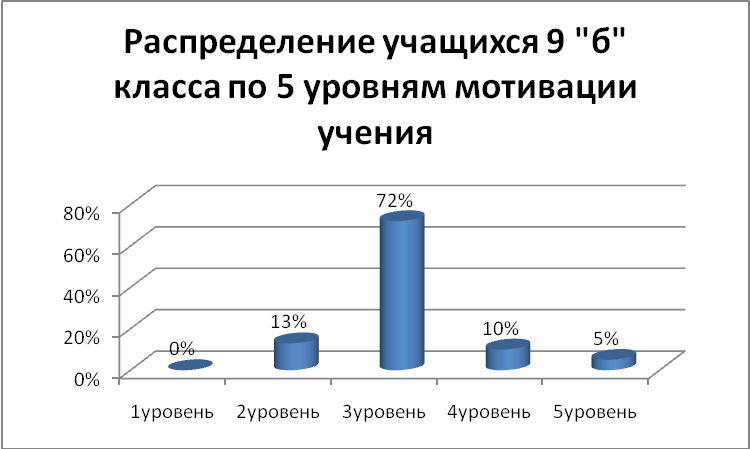 Распределение учащихся 9 "б"
класса по 5 уровням мотивации
учения
80%
60%
40%
20%
0%
0%
13%
72%
10%
5%
1уровень 2уровень 3уровень 4уровень 5уровень